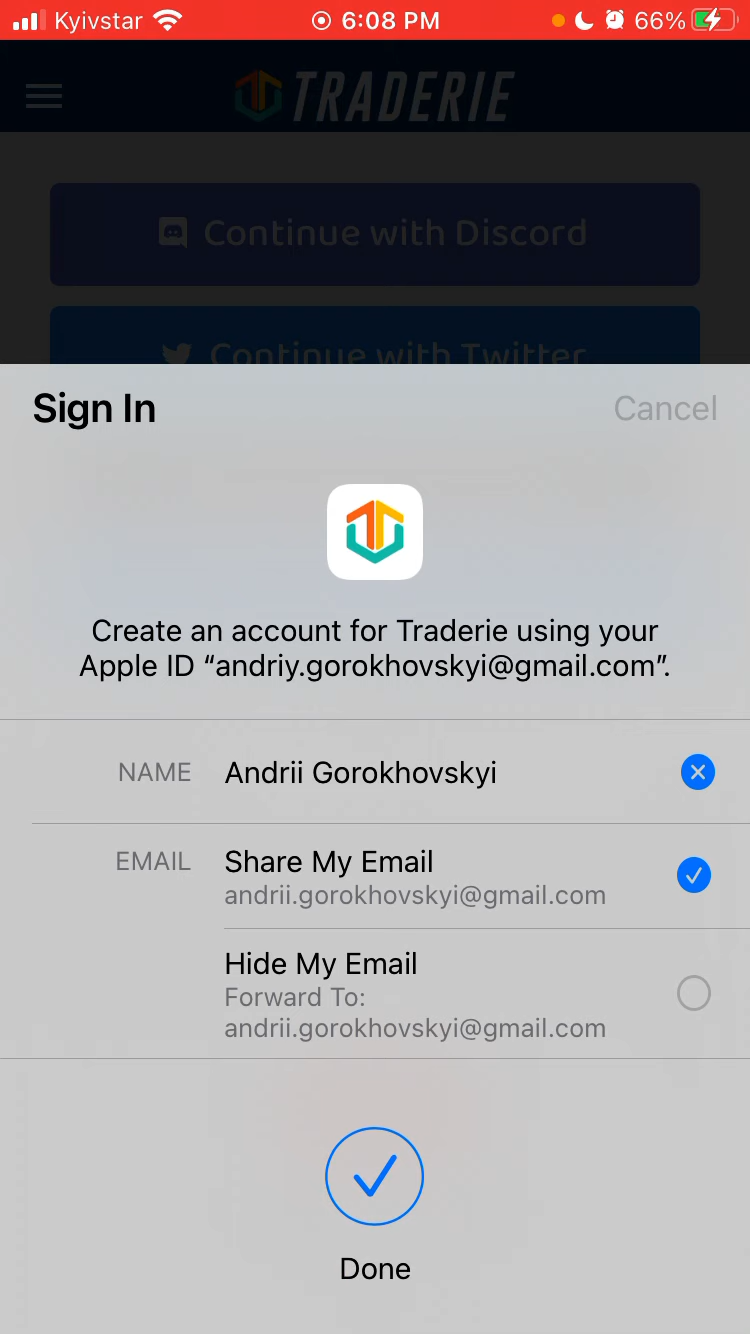 Kyivstar 6:08 PM 66%
TRADERIE
Continue with Discord
Continue with Twitter
Sign In Cancel
Create an account for Traderie using your
Apple ID “andriy.gorokhovskyi@gmail.com”.
NAME Andrii Gorokhovskyi
EMAIL Share My Email
andrii.gorokhovskyi@gmail.com
Hide My Email
Forward To:
andrii.gorokhovskyi@gmail.com
Done